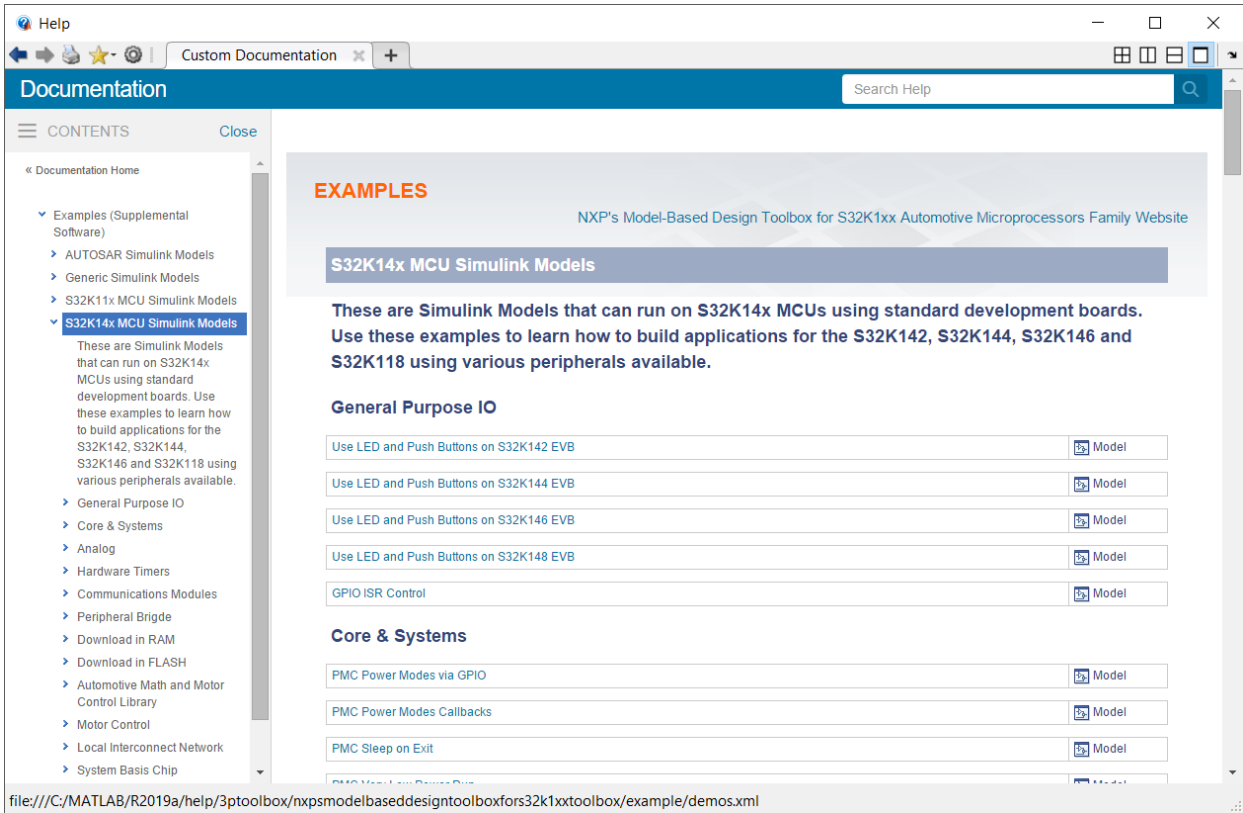 Help
Custom Documentation
Documentation
Search Help
CONTENTS
Close
« Documentation Home
Examples (Supplemental
Software)
AUTOSAR Simulink Models
Generic Simulink Models
S32K11x MCU Simulink Models
S32K14x MCU Simulink Models
These are Simulink Models
that can run on S32K14x
MCUs using standard
development boards. Use
these examples to learn how
to build applications for the
S32K142, S32K144,
S32K146 and S32K118 using
various peripherals available.
General Purpose IO
Core & Systems
Analog
Hardware Timers
Communications Modules
Peripheral Brigde
Download in RAM
Download in FLASH
Automotive Math and Motor
Control Library
Motor Control
Local Interconnect Network
System Basis Chip
EXAMPLES
NXP's Model-Based Design Toolbox for S32K1xx Automotive Microprocessors Family Website
S32K14x MCU Simulink Models
These are Simulink Models that can run on S32K14x MCUs using standard development boards.
Use these examples to learn how to build applications for the S32K142, S32K144, S32K146 and
S32K118 using various peripherals available.
General Purpose IO
Use LED and Push Buttons on S32K142 EVB Model
Use LED and Push Buttons on S32K144 EVB Model
Use LED and Push Buttons on S32K146 EVB Model
Use LED and Push Buttons on S32K148 EVB Model
GPIO ISR Control Model
Core & Systems
PMC Power Modes via GPIO Model
PMC Power Modes Callbacks Model
PMC Sleep on Exit Model
PMC Very Low Power Run Model
file:///C:/MATLAB/R2019a/help/3ptoolbox/nxpsmodelbaseddesigntoolboxfors32k1xxtoolbox/example/demos.xml